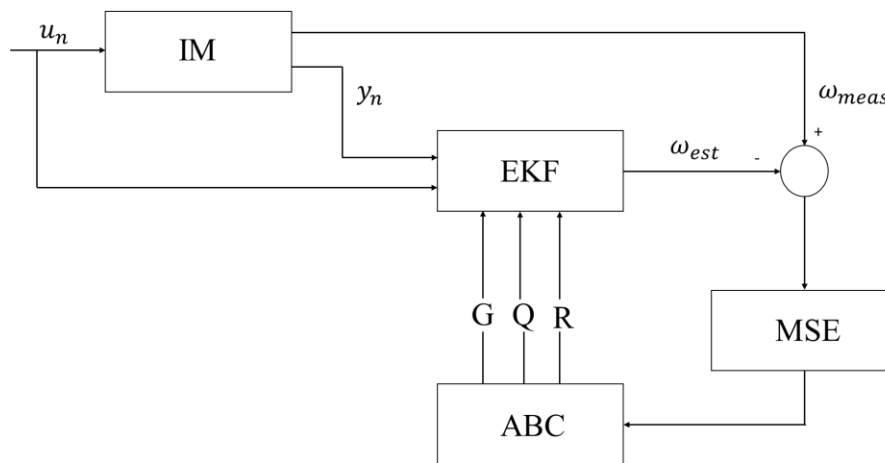 u_n
IM
y_n
ω_meas
+
EKF
ω_est
-
G Q R
MSE
ABC